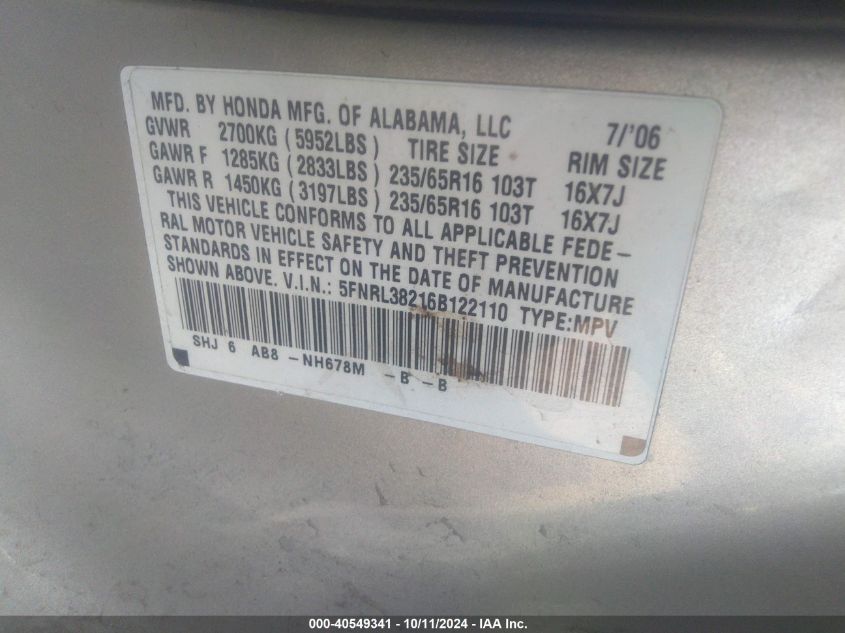 MFD. BY HONDA MFG. OF ALABAMA, LLC 7/'06
GVWR 2700KG (5952LBS) TIRE SIZE RIM SIZE
GAWR F 1285KG (2833LBS) 235/65R16 103T 16X7J
GAWR R 1450KG (3197LBS) 235/65R16 103T 16X7J
THIS VEHICLE CONFORMS TO ALL APPLICABLE FEDE-
RAL MOTOR VEHICLE SAFETY AND THEFT PREVENTION
STANDARDS IN EFFECT ON THE DATE OF MANUFACTURE
SHOWN ABOVE. V.I.N.: 5FNRL38216B122110 TYPE:MPV
SHJ 6 AB8 -NH678M -B -B
000-40549341 - 10/11/2024 - IAA Inc.